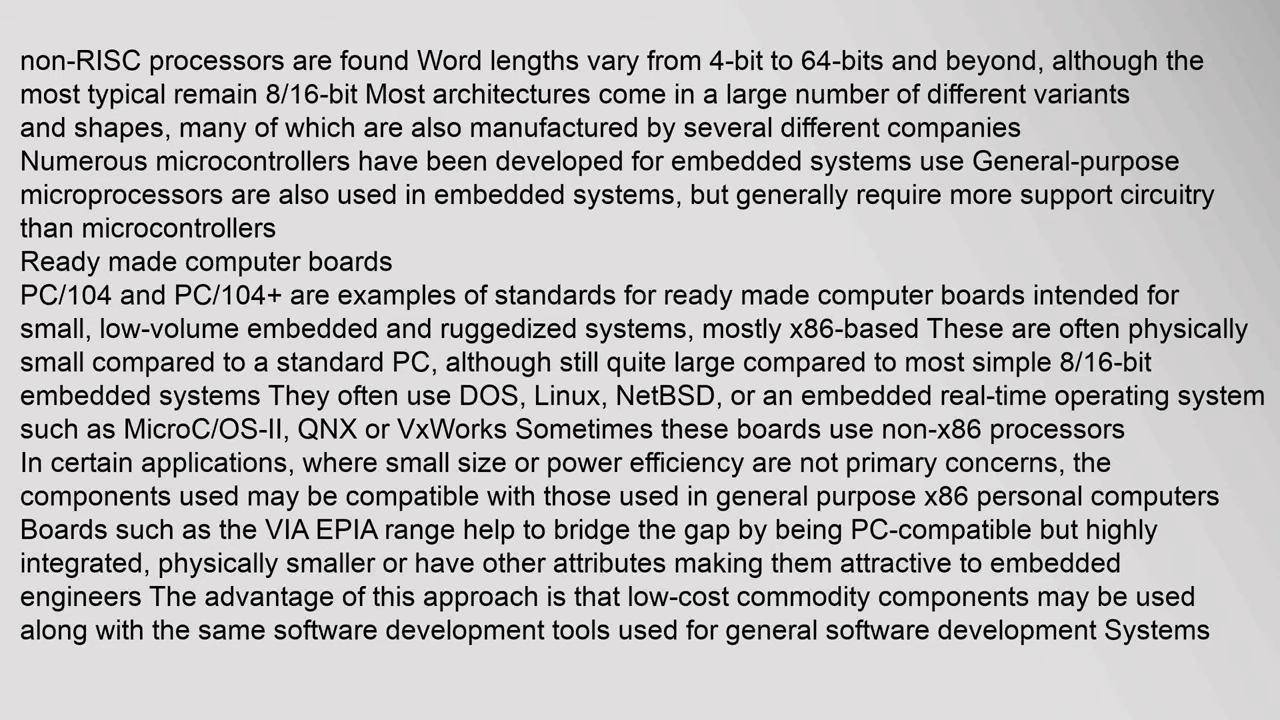 non-RISC processors are found Word lengths vary from 4-bit to 64-bits and beyond, although the
most typical remain 8/16-bit Most architectures come in a large number of different variants
and shapes, many of which are also manufactured by several different companies
Numerous microcontrollers have been developed for embedded systems use General-purpose
microprocessors are also used in embedded systems, but generally require more support circuitry
than microcontrollers
Ready made computer boards
PC/104 and PC/104+ are examples of standards for ready made computer boards intended for
small, low-volume embedded and ruggedized systems, mostly x86-based These are often physically
small compared to a standard PC, although still quite large compared to most simple 8/16-bit
embedded systems They often use DOS, Linux, NetBSD, or an embedded real-time operating system
such as MicroC/OS-II, QNX or VxWorks Sometimes these boards use non-x86 processors
In certain applications, where small size or power efficiency are not primary concerns, the
components used may be compatible with those used in general purpose x86 personal computers
Boards such as the VIA EPIA range help to bridge the gap by being PC-compatible but highly
integrated, physically smaller or have other attributes making them attractive to embedded
engineers The advantage of this approach is that low-cost commodity components may be used
along with the same software development tools used for general software development Systems